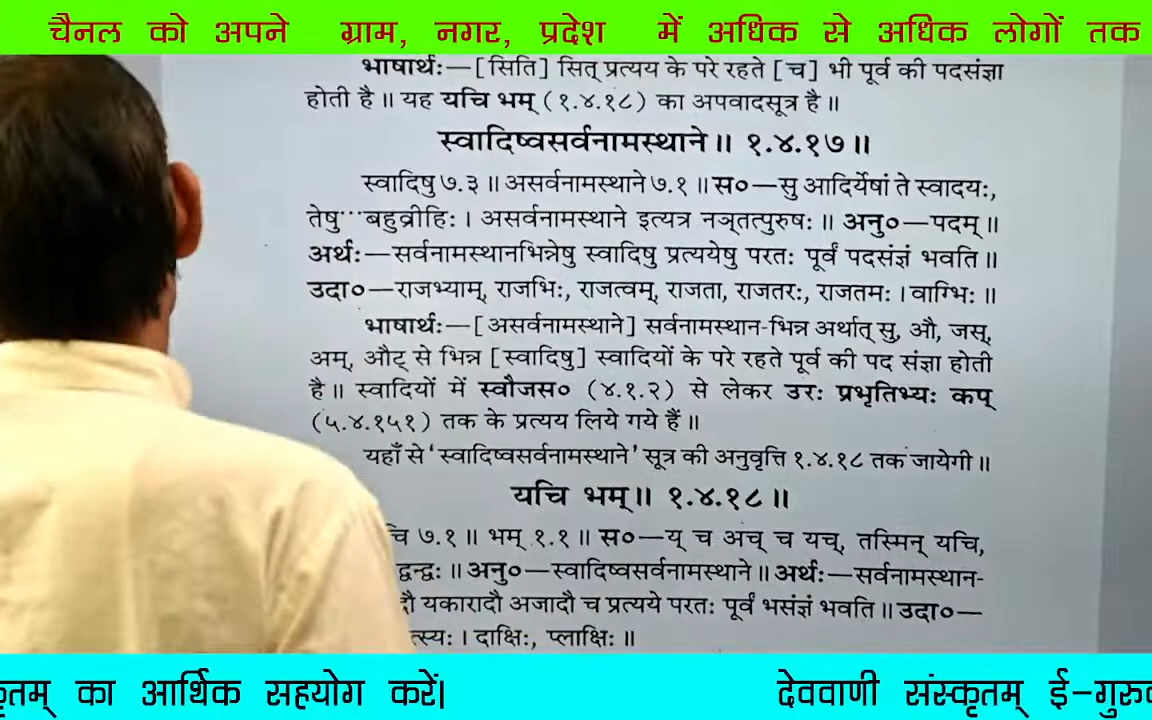 चैनल को अपने ग्राम, नगर, प्रदेश में अधिक से अधिक लोगों तक
भाषार्थः—[सिति] सित् प्रत्यय के परे रहते [च] भी पूर्व की पदसंज्ञा
होती है॥ यह यचि भम् (१.४.१८) का अपवादसूत्र है॥
स्वादिष्वसर्वनामस्थाने॥ १.४.१७॥
स्वादिषु ७.३॥ असर्वनामस्थाने ७.१॥ स०—सु आदिर्येषां ते स्वादयः,
तेषु···बहुव्रीहिः। असर्वनामस्थाने इत्यत्र नञ्तत्पुरुषः॥ अनु०—पदम्॥
अर्थः—सर्वनामस्थानभिन्नेषु स्वादिषु प्रत्ययेषु परतः पूर्वं पदसंज्ञं भवति॥
उदा०—राजभ्याम्, राजभिः, राजत्वम्, राजता, राजतरः, राजतमः। वाग्भिः॥
भाषार्थः—[असर्वनामस्थाने] सर्वनामस्थान-भिन्न अर्थात् सु, औ, जस्,
अम्, औट् से भिन्न [स्वादिषु] स्वादियों के परे रहते पूर्व की पद संज्ञा होती
है॥ स्वादियों में स्वौजस० (४.१.२) से लेकर उरः प्रभृतिभ्यः कप्
(५.४.१५१) तक के प्रत्यय लिये गये हैं॥
यहाँ से 'स्वादिष्वसर्वनामस्थाने' सूत्र की अनुवृत्ति १.४.१८ तक जायेगी॥
यचि भम्॥ १.४.१८॥
चि ७.१॥ भम् १.१॥ स०—य् च अच् च यच्, तस्मिन् यचि,
द्वन्द्वः॥ अनु०—स्वादिष्वसर्वनामस्थाने॥ अर्थः—सर्वनामस्थान-
दौ यकारादौ अजादौ च प्रत्यये परतः पूर्वं भसंज्ञं भवति॥ उदा०—
त्स्यः। दाक्षिः, प्लाक्षिः॥
कृतम् का आर्थिक सहयोग करें। देववाणी संस्कृतम् ई-गुरु